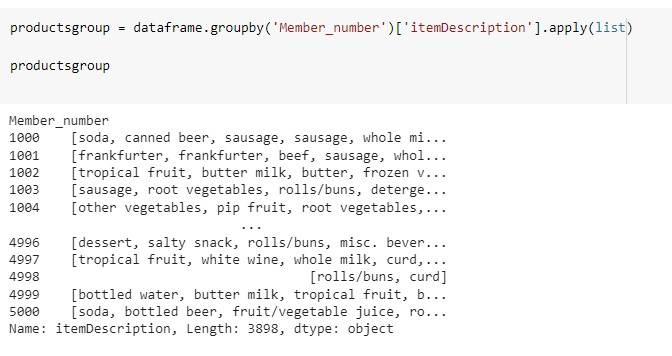 productsgroup = dataframe.groupby('Member_number')['itemDescription'].apply(list)
productsgroup
Member_number
1000    [soda, canned beer, sausage, sausage, whole mi...
1001    [frankfurter, frankfurter, beef, sausage, whol...
1002    [tropical fruit, butter milk, butter, frozen v...
1003    [sausage, root vegetables, rolls/buns, deterge...
1004    [other vegetables, pip fruit, root vegetables,...
                              ...
4996    [dessert, salty snack, rolls/buns, misc. bever...
4997    [tropical fruit, white wine, whole milk, curd,...
4998                                   [rolls/buns, curd]
4999    [bottled water, butter milk, tropical fruit, b...
5000    [soda, bottled beer, fruit/vegetable juice, ro...
Name: itemDescription, Length: 3898, dtype: object